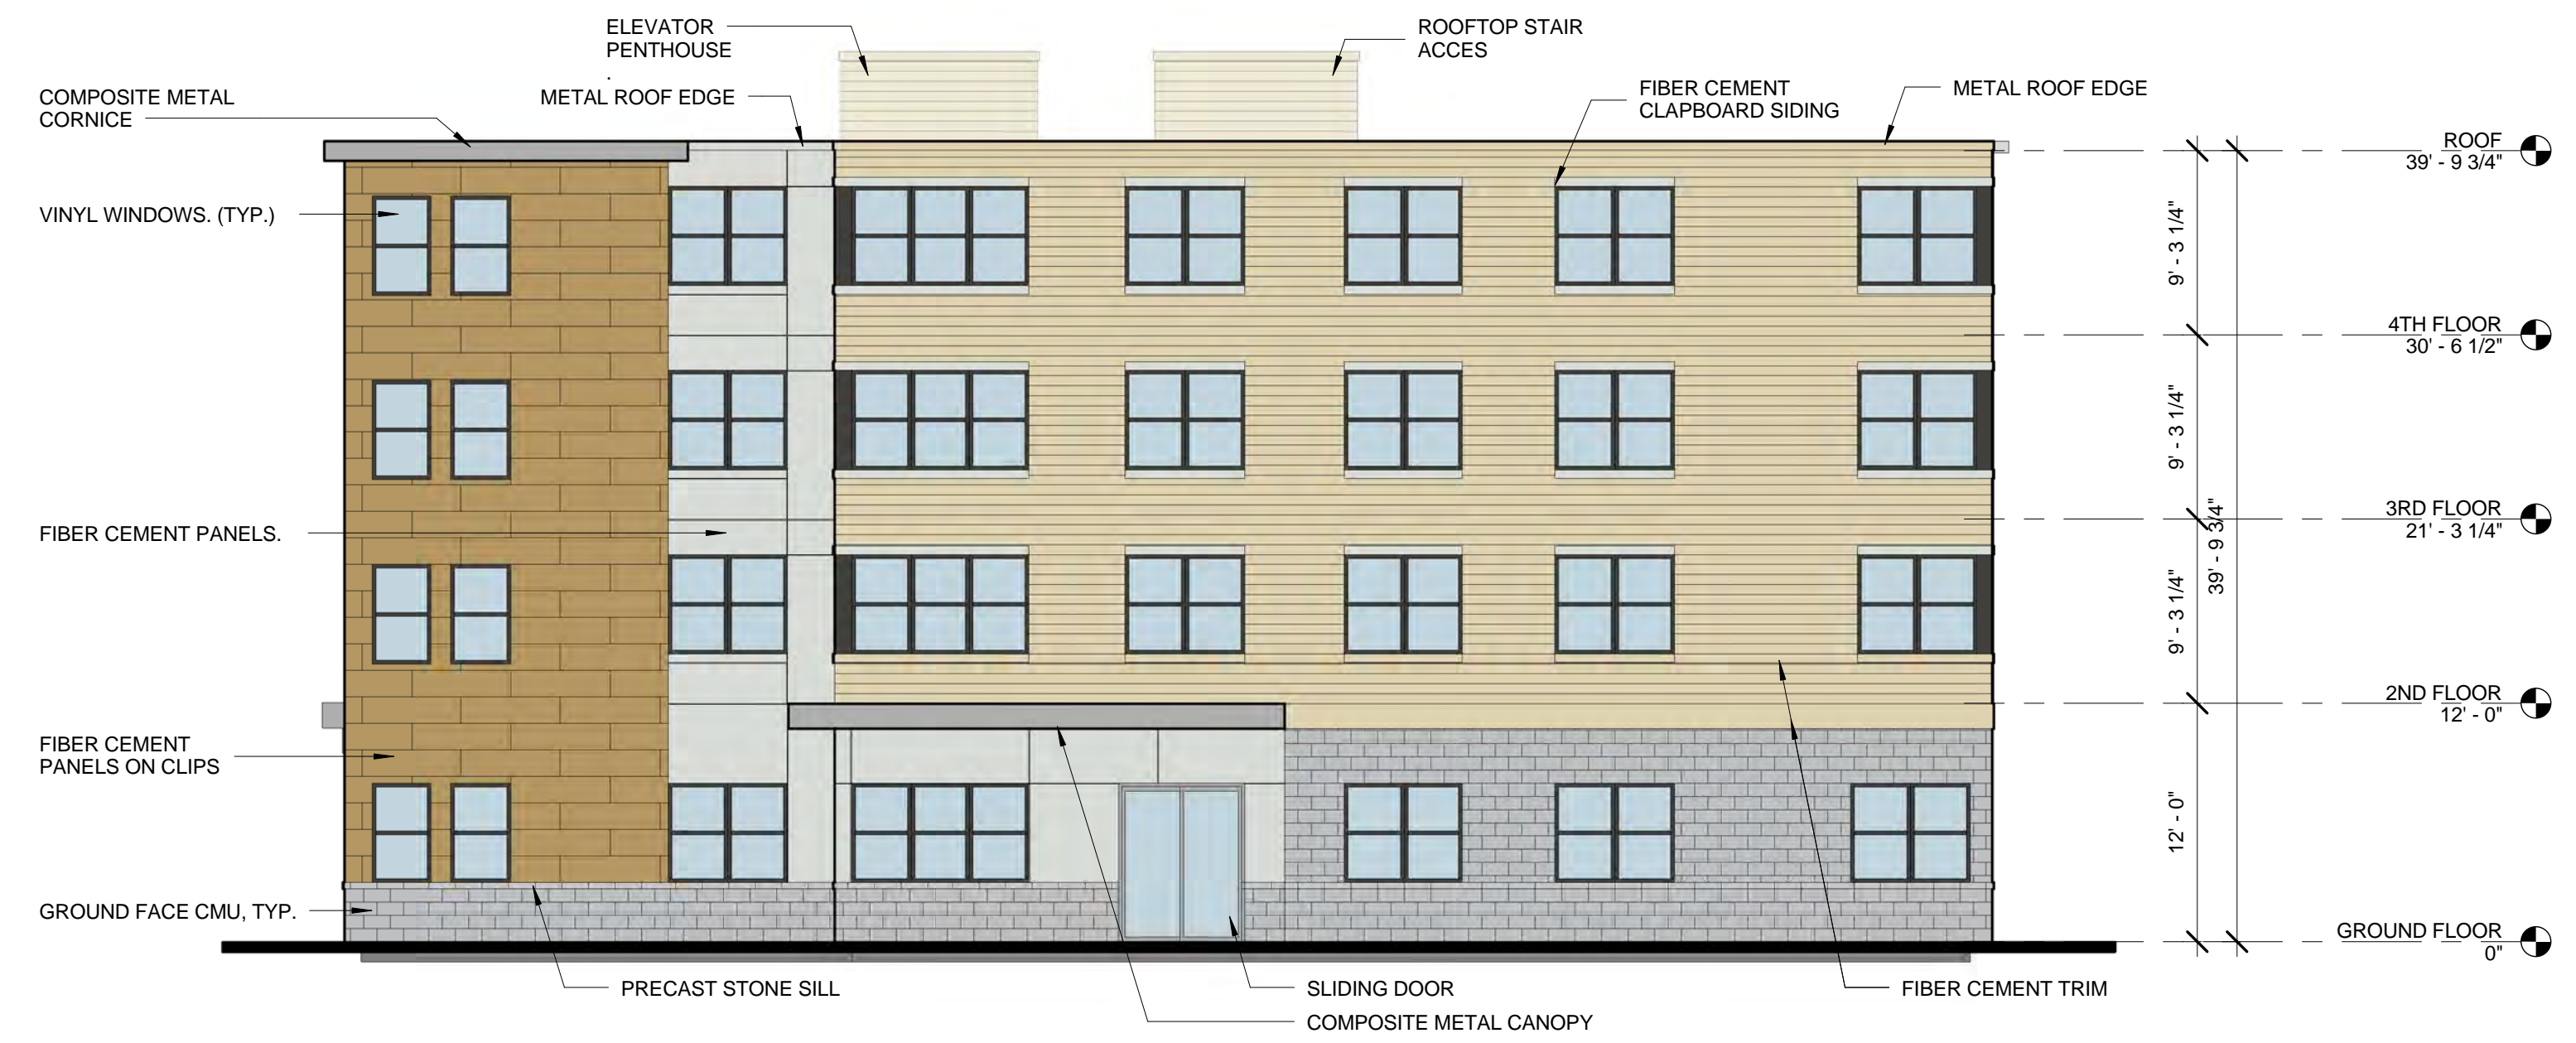 ELEVATOR
PENTHOUSE
.
ROOFTOP STAIR
ACCES
COMPOSITE METAL
CORNICE
METAL ROOF EDGE
FIBER CEMENT
CLAPBOARD SIDING
METAL ROOF EDGE
ROOF
39' - 9 3/4"
VINYL WINDOWS. (TYP.)
9' - 3 1/4"
4TH FLOOR
30' - 6 1/2"
9' - 3 1/4"
FIBER CEMENT PANELS.
3RD FLOOR
21' - 3 1/4"
39' - 9 3/4"
9' - 3 1/4"
2ND FLOOR
12' - 0"
FIBER CEMENT
PANELS ON CLIPS
12' - 0"
GROUND FACE CMU, TYP.
GROUND FLOOR
0"
PRECAST STONE SILL
SLIDING DOOR
FIBER CEMENT TRIM
COMPOSITE METAL CANOPY